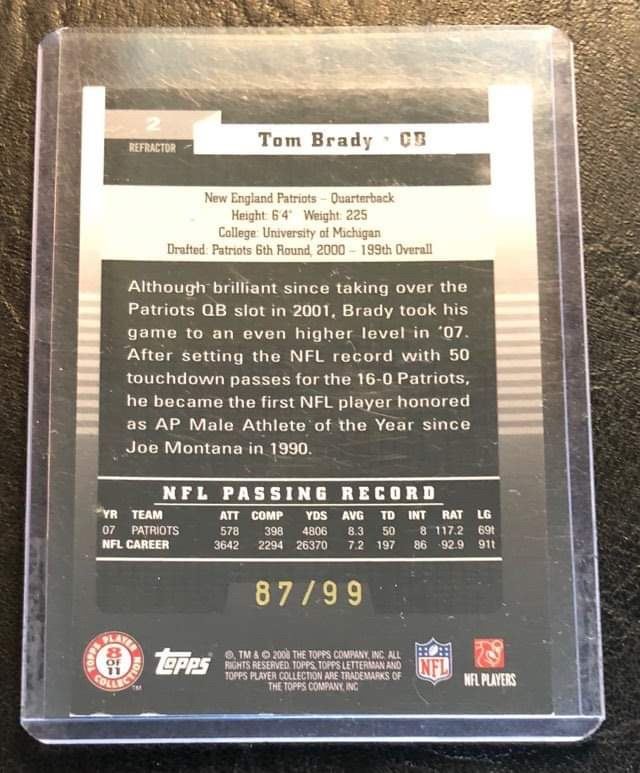 2
REFRACTOR
Tom Brady • QB
New England Patriots - Quarterback
Height: 6'4" Weight: 225
College: University of Michigan
Drafted: Patriots 6th Round, 2000 - 199th Overall
Although brilliant since taking over the
Patriots QB slot in 2001, Brady took his
game to an even higher level in '07.
After setting the NFL record with 50
touchdown passes for the 16-0 Patriots,
he became the first NFL player honored
as AP Male Athlete of the Year since
Joe Montana in 1990.
NFL PASSING RECORD
YR TEAM ATT COMP YDS AVG TD INT RAT LG
07 PATRIOTS 578 398 4806 8.3 50 8 117.2 69t
NFL CAREER 3642 2294 26370 7.2 197 86 92.9 91t
87/99
TOPPS PLAYER COLLECTION
8
OF
11
TM
topps
®, TM & © 2008 THE TOPPS COMPANY, INC. ALL
RIGHTS RESERVED. TOPPS, TOPPS LETTERMAN AND
TOPPS PLAYER COLLECTION ARE TRADEMARKS OF
THE TOPPS COMPANY, INC
NFL
NFL PLAYERS